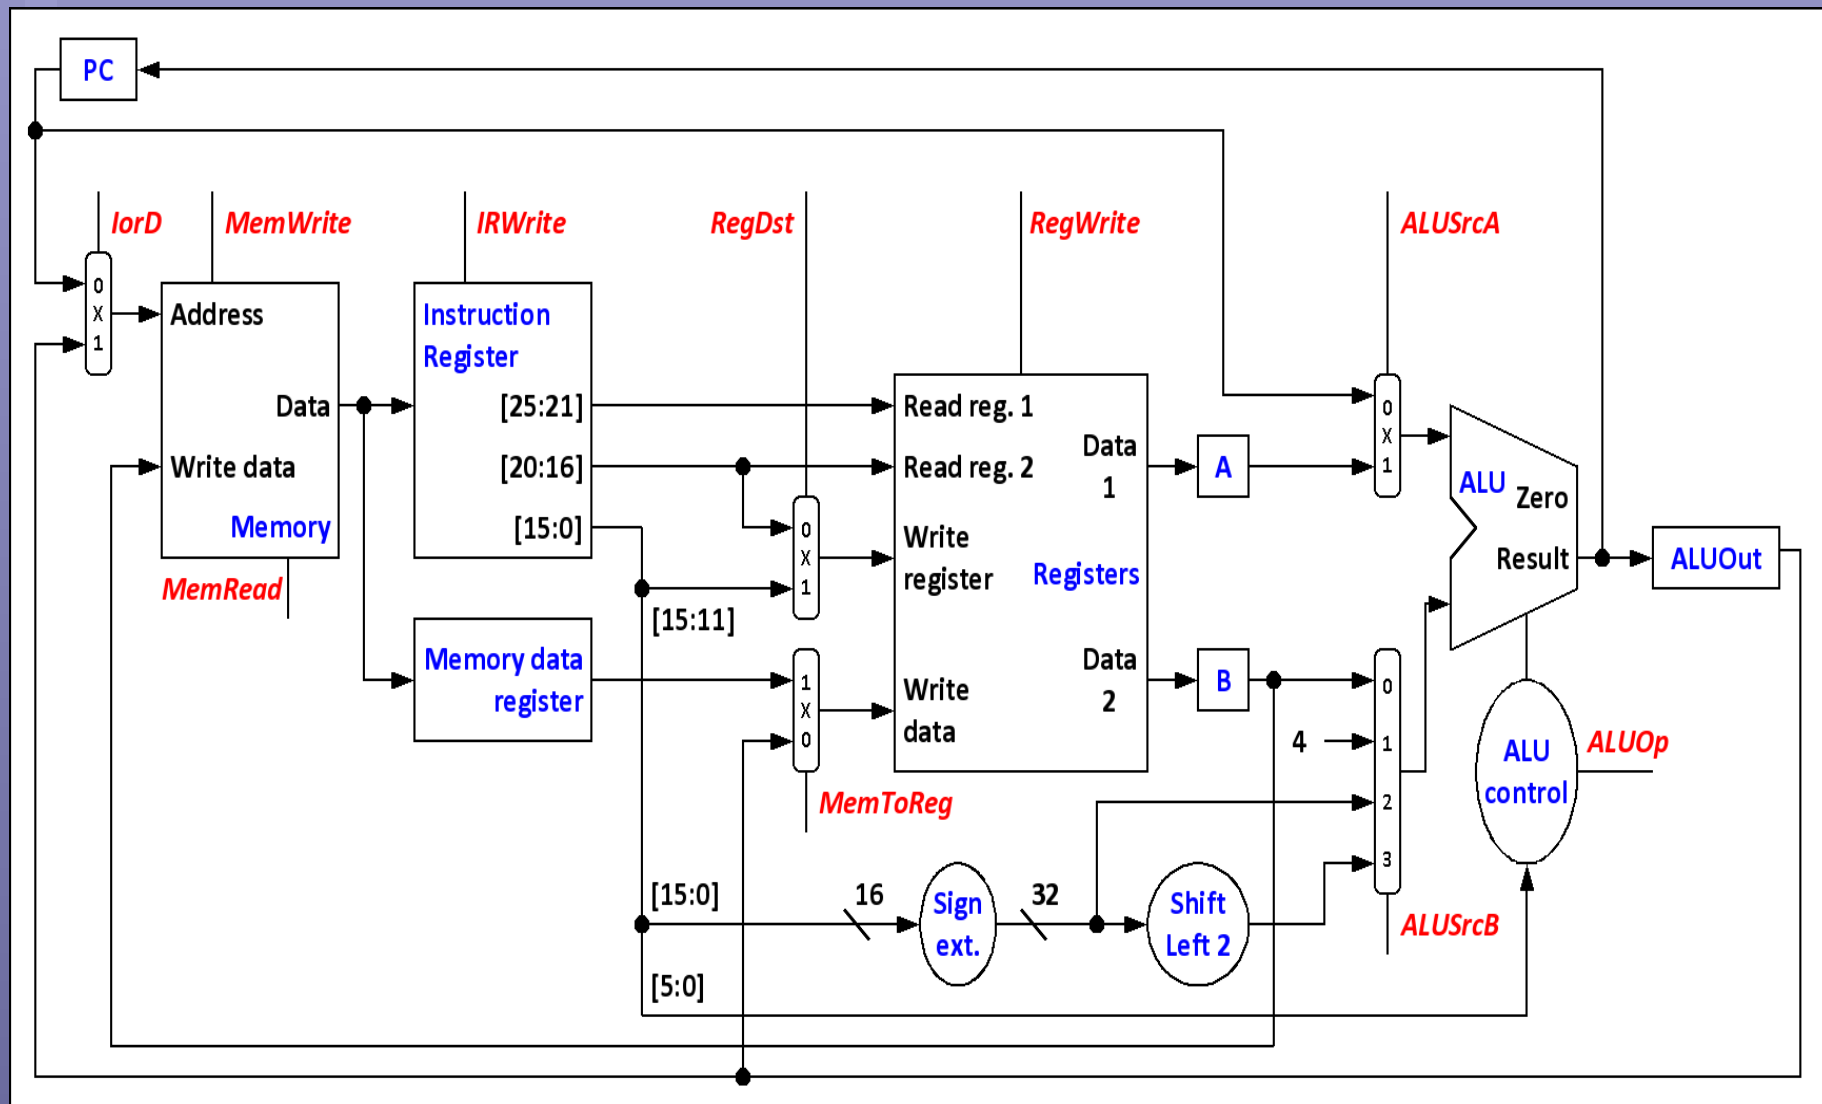 PC
IorD
MemWrite
IRWrite
RegDst
RegWrite
ALUSrcA
0
X
1
Address
Data
Write data
Memory
MemRead
Instruction
Register
[25:21]
[20:16]
[15:0]
[15:11]
Memory data
register
0
X
1
1
X
0
MemToReg
Read reg. 1
Read reg. 2
Write
register
Write
data
Registers
Data
1
Data
2
A
B
4
0
X
1
0
1
2
3
ALUSrcB
ALU
Zero
Result
ALUOut
ALU
control
ALUOp
[15:0]
16
Sign
ext.
32
Shift
Left 2
[5:0]